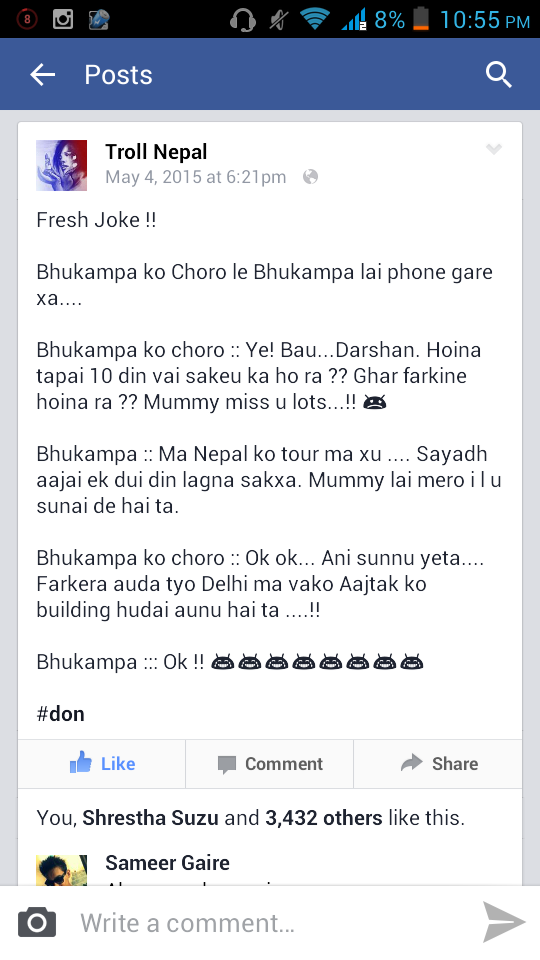 8
2
8%
10:55 PM
Posts
Troll Nepal
May 4, 2015 at 6:21pm
Fresh Joke !!
Bhukampa ko Choro le Bhukampa lai phone gare
xa....
Bhukampa ko choro :: Ye! Bau...Darshan. Hoina
tapai 10 din vai sakeu ka ho ra ?? Ghar farkine
hoina ra ?? Mummy miss u lots...!!
Bhukampa :: Ma Nepal ko tour ma xu .... Sayadh
aajai ek dui din lagna sakxa. Mummy lai mero i l u
sunai de hai ta.
Bhukampa ko choro :: Ok ok... Ani sunnu yeta....
Farkera auda tyo Delhi ma vako Aajtak ko
building hudai aunu hai ta ....!!
Bhukampa ::: Ok !!
#don
Like
Comment
Share
You, Shrestha Suzu and 3,432 others like this.
Sameer Gaire
Write a comment...